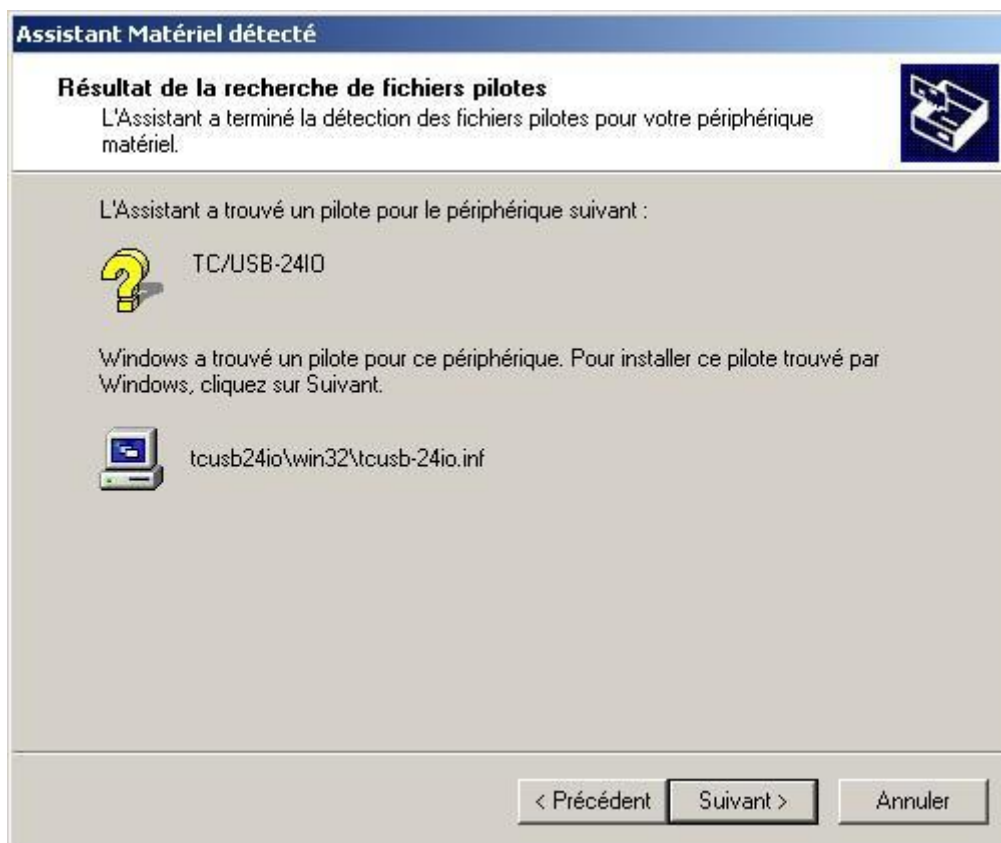 Assistant Matériel détecté
Résultat de la recherche de fichiers pilotes
L'Assistant a terminé la détection des fichiers pilotes pour votre périphérique
matériel.
L'Assistant a trouvé un pilote pour le périphérique suivant :
TC/USB-24IO
Windows a trouvé un pilote pour ce périphérique. Pour installer ce pilote trouvé par
Windows, cliquez sur Suivant.
tcusb24io\win32\tcusb-24io.inf
< Précédent Suivant > Annuler